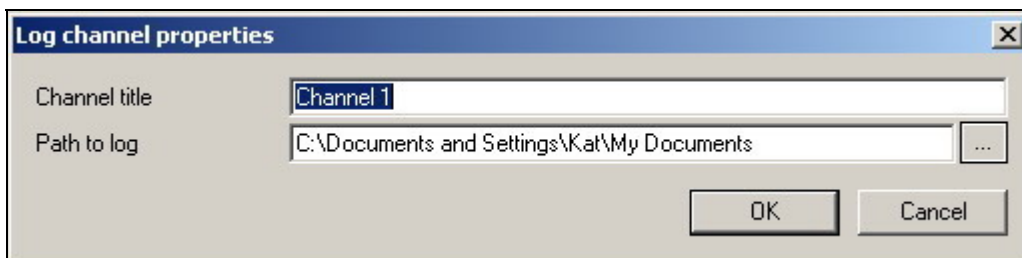 Log channel properties
Channel title Channel 1
Path to log C:\Documents and Settings\Kat\My Documents ...
OK Cancel